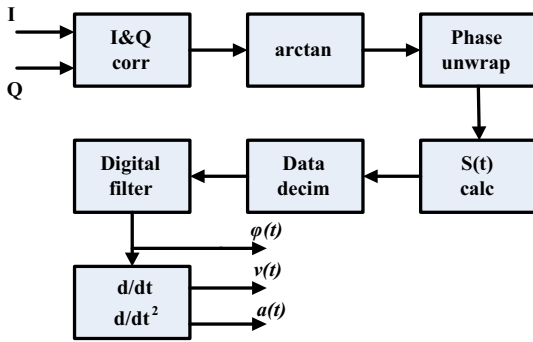 I
Q
I&Q
corr
arctan
Phase
unwrap
S(t)
calc
Data
decim
Digital
filter
φ(t)
v(t)
a(t)
d/dt
d/dt²